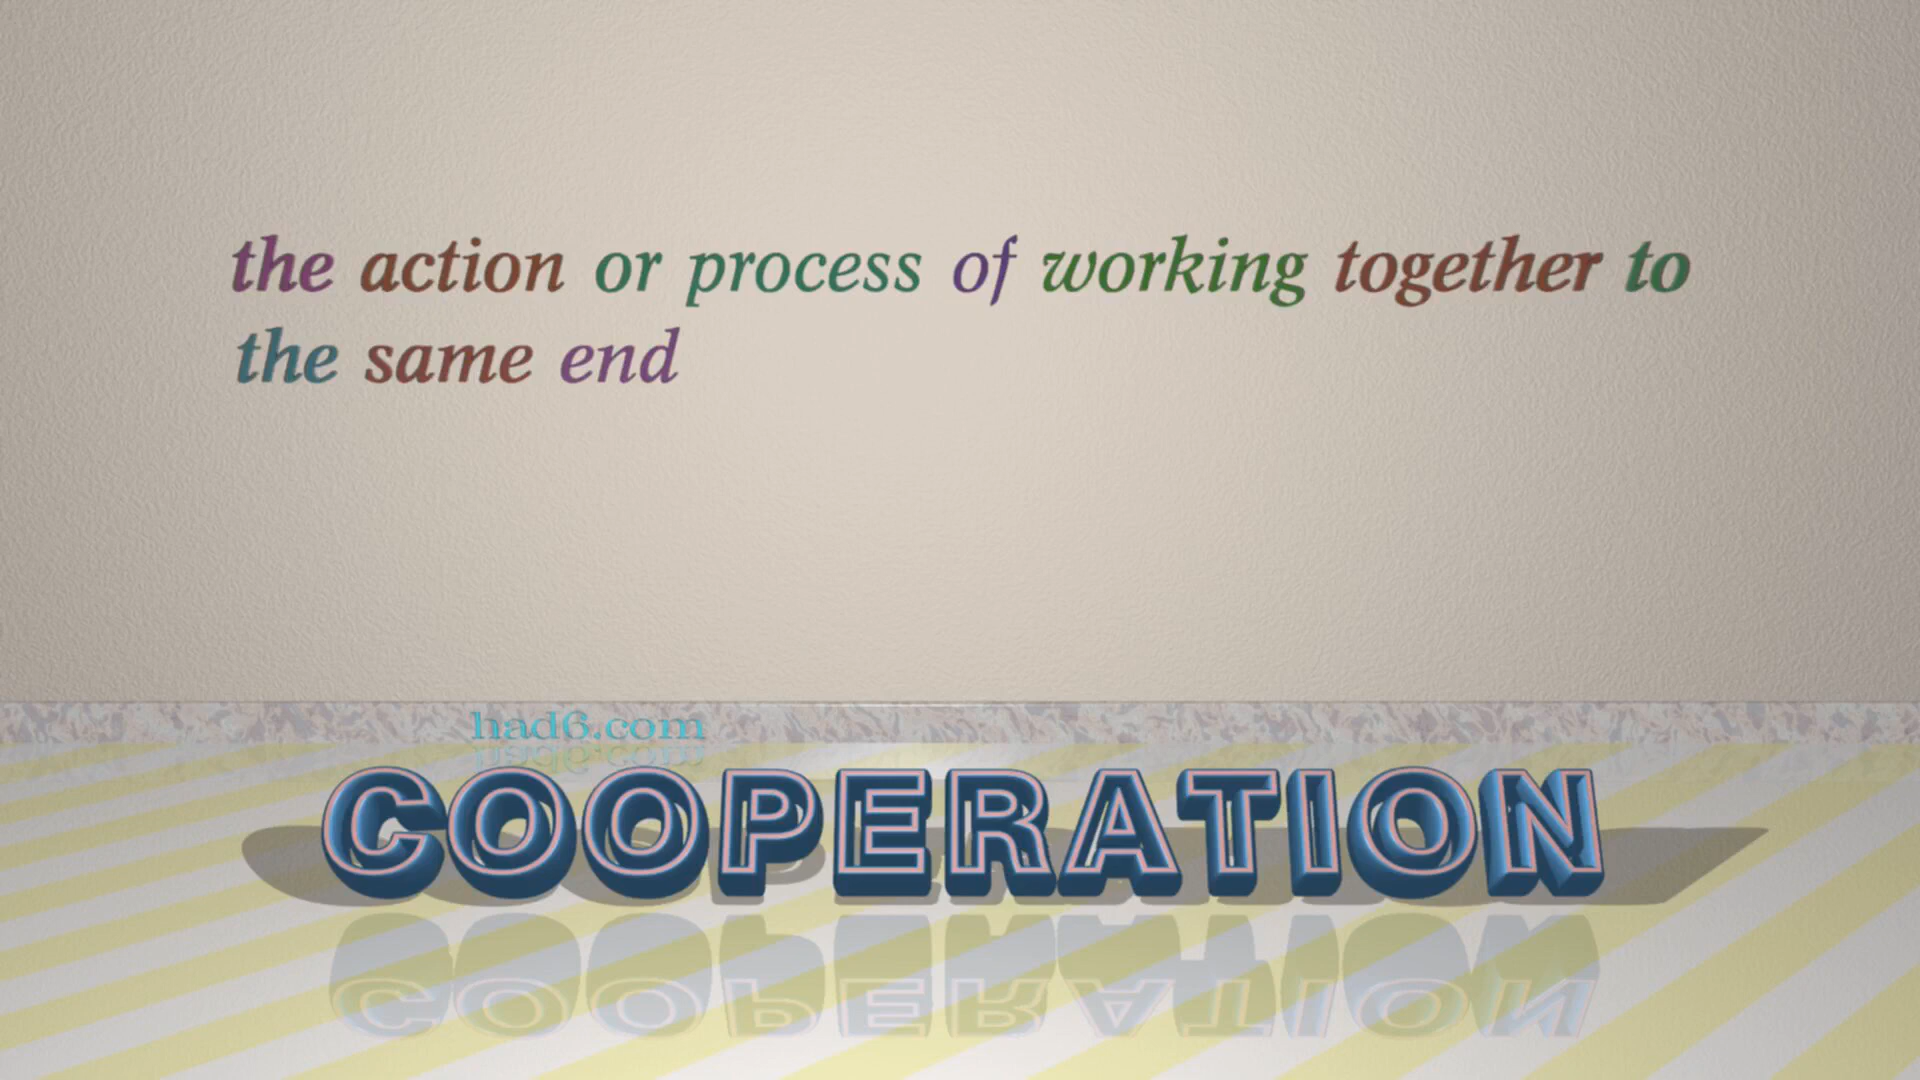 the action or process of working together to
the same end
had6.com
COOPERATION